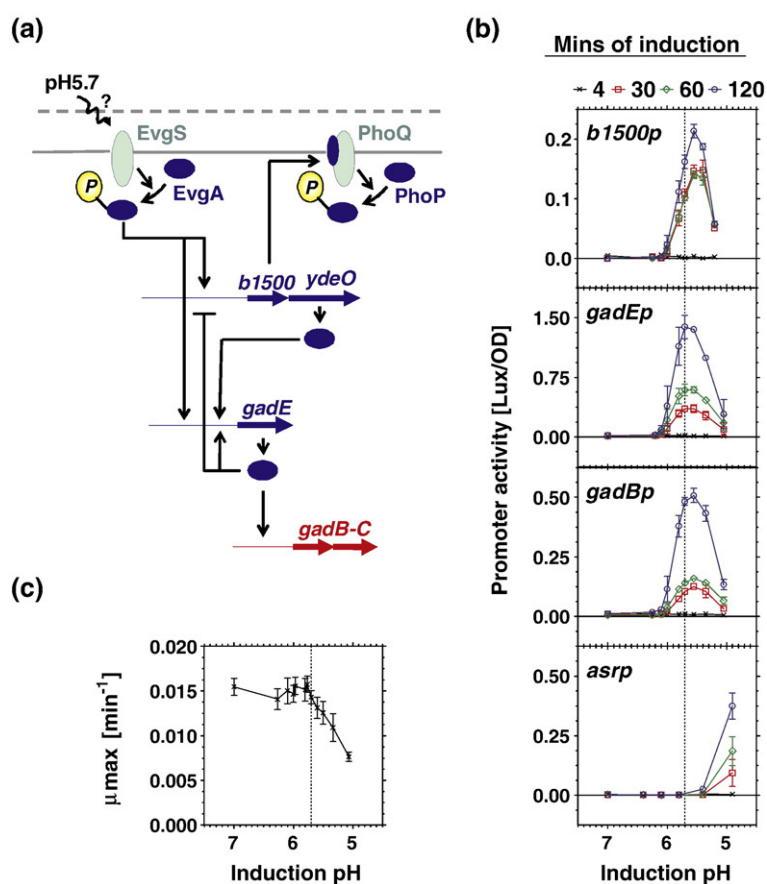 (a)
pH5.7
?
EvgS
PhoQ
P
EvgA
P
PhoP
b1500
ydeO
gadE
gadB-C
(b)
Mins of induction
4 30 60 120
b1500p
0.2
0.1
0.0
gadEp
1.50
0.75
0.00
gadBp
0.50
0.25
0.00
asrp
0.50
0.25
0.00
7 6 5
Induction pH
Promoter activity [Lux/OD]
(c)
0.020
0.015
0.010
0.005
0.000
μmax [min-1]
7 6 5
Induction pH